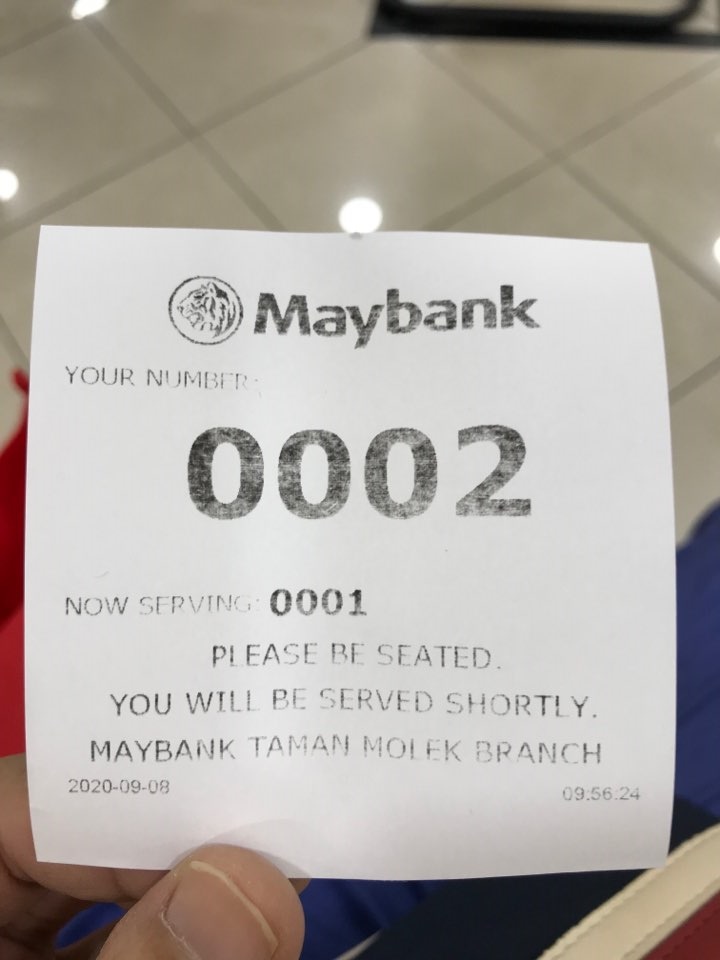 Maybank
YOUR NUMBER:
0002
NOW SERVING: 0001
PLEASE BE SEATED.
YOU WILL BE SERVED SHORTLY.
MAYBANK TAMAN MOLEK BRANCH
2020-09-08 09:56:24